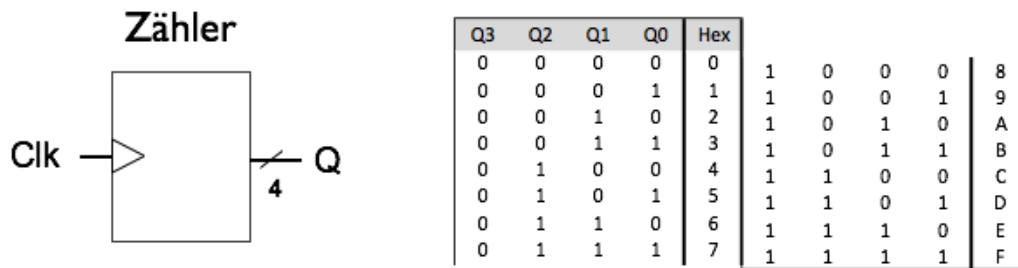 Zähler
Clk
Q
4
Q3 Q2 Q1 Q0 Hex
0 0 0 0 0
0 0 0 1 1
0 0 1 0 2
0 0 1 1 3
0 1 0 0 4
0 1 0 1 5
0 1 1 0 6
0 1 1 1 7
1 0 0 0 8
1 0 0 1 9
1 0 1 0 A
1 0 1 1 B
1 1 0 0 C
1 1 0 1 D
1 1 1 0 E
1 1 1 1 F